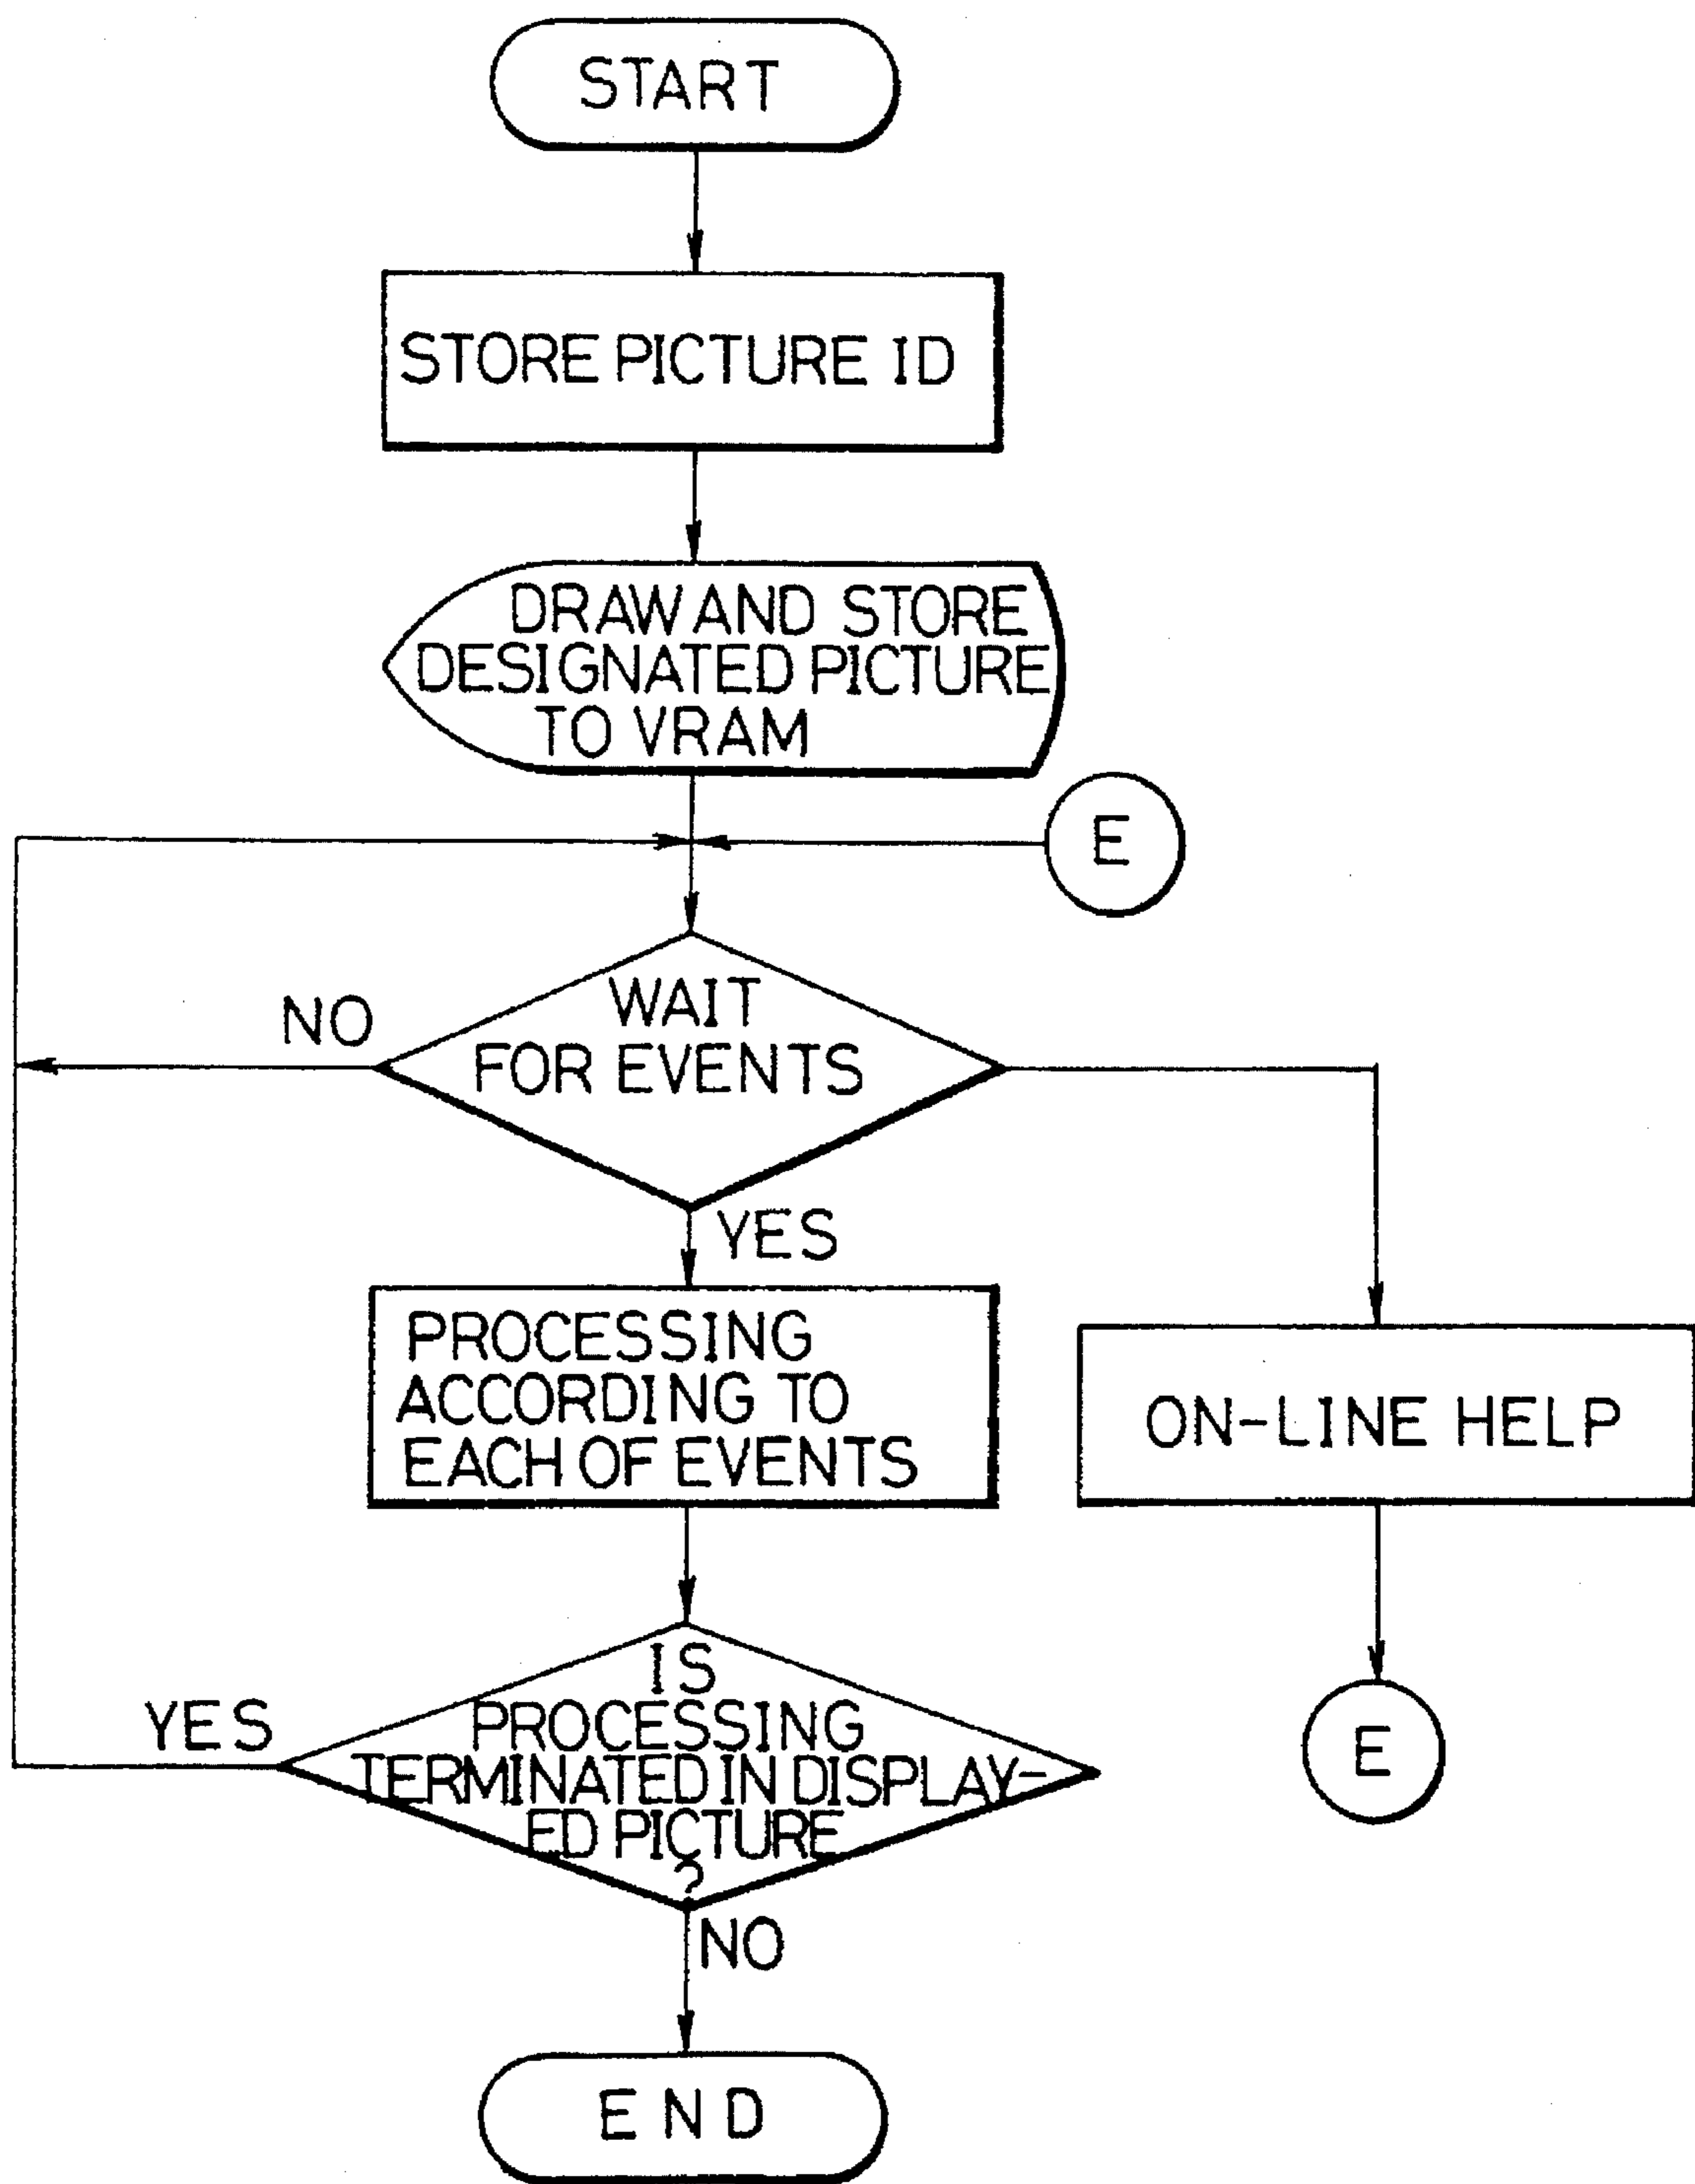 START
STORE PICTURE ID
DRAW AND STORE
DESIGNATED PICTURE
TO VRAM
E
WAIT
FOR EVENTS
NO
YES
PROCESSING
ACCORDING TO
EACH OF EVENTS
ON-LINE HELP
E
IS
PROCESSING
TERMINATED IN DISPLAY-
ED PICTURE
?
YES
NO
END